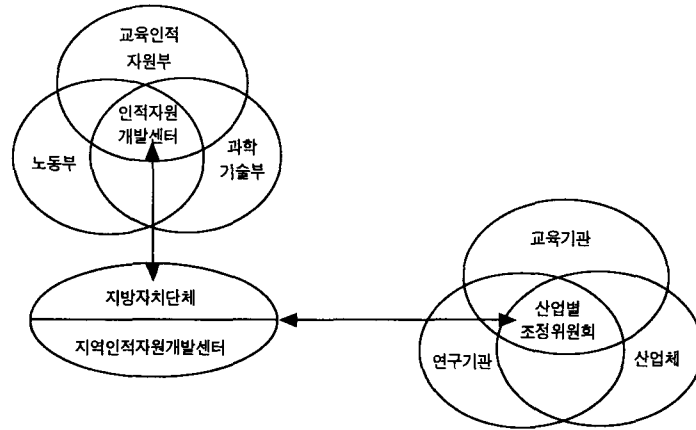 교육인적
자원부
인적자원
개발센터
노동부
과학
기술부
지방자치단체
지역인적자원개발센터
교육기관
산업별
조정위원회
연구기관
산업체